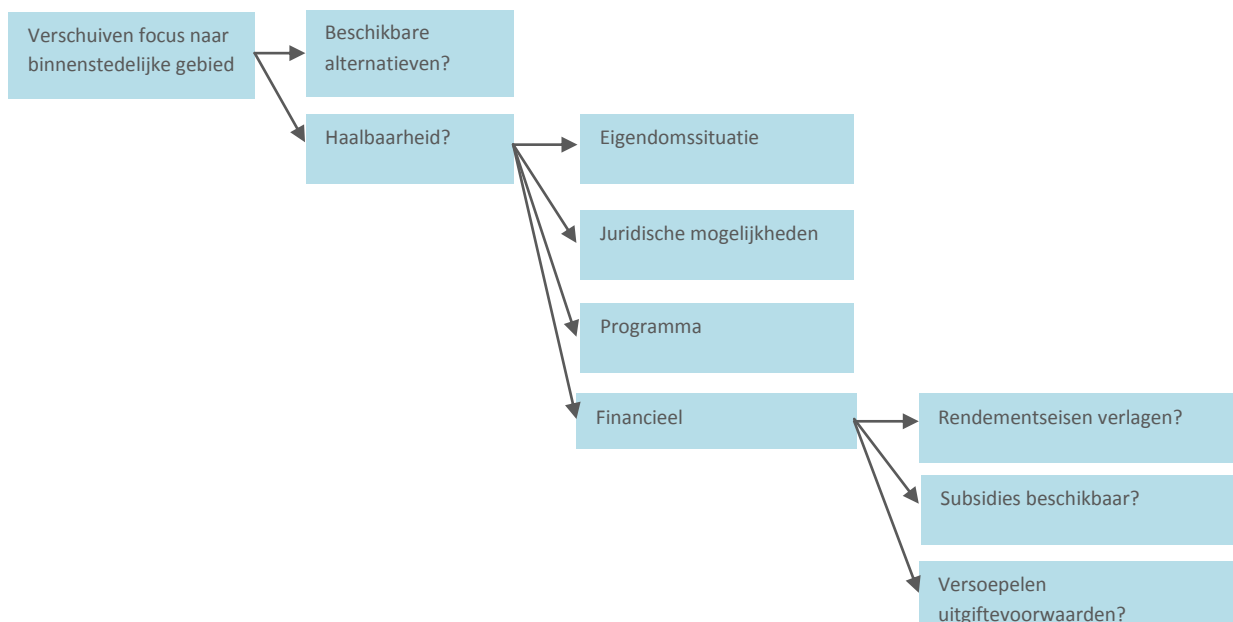 Verschuiven focus naar
binnenstedelijke gebied
Beschikbare
alternatieven?
Haalbaarheid?
Eigendomssituatie
Juridische mogelijkheden
Programma
Financieel
Rendementseisen verlagen?
Subsidies beschikbaar?
Versoepelen
uitgiftevoorwaarden?